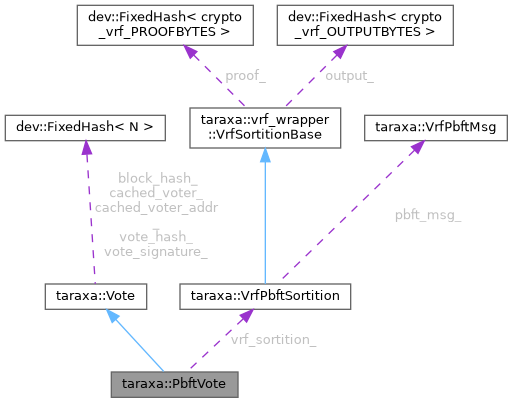 dev::FixedHash< crypto
_vrf_PROOFBYTES >
dev::FixedHash< crypto
_vrf_OUTPUTBYTES >
proof_
output_
dev::FixedHash< N >
taraxa::vrf_wrapper
::VrfSortitionBase
taraxa::VrfPbftMsg
block_hash_
cached_voter_
cached_voter_addr
_
vote_hash_
vote_signature_
pbft_msg_
taraxa::Vote
taraxa::VrfPbftSortition
vrf_sortition_
taraxa::PbftVote